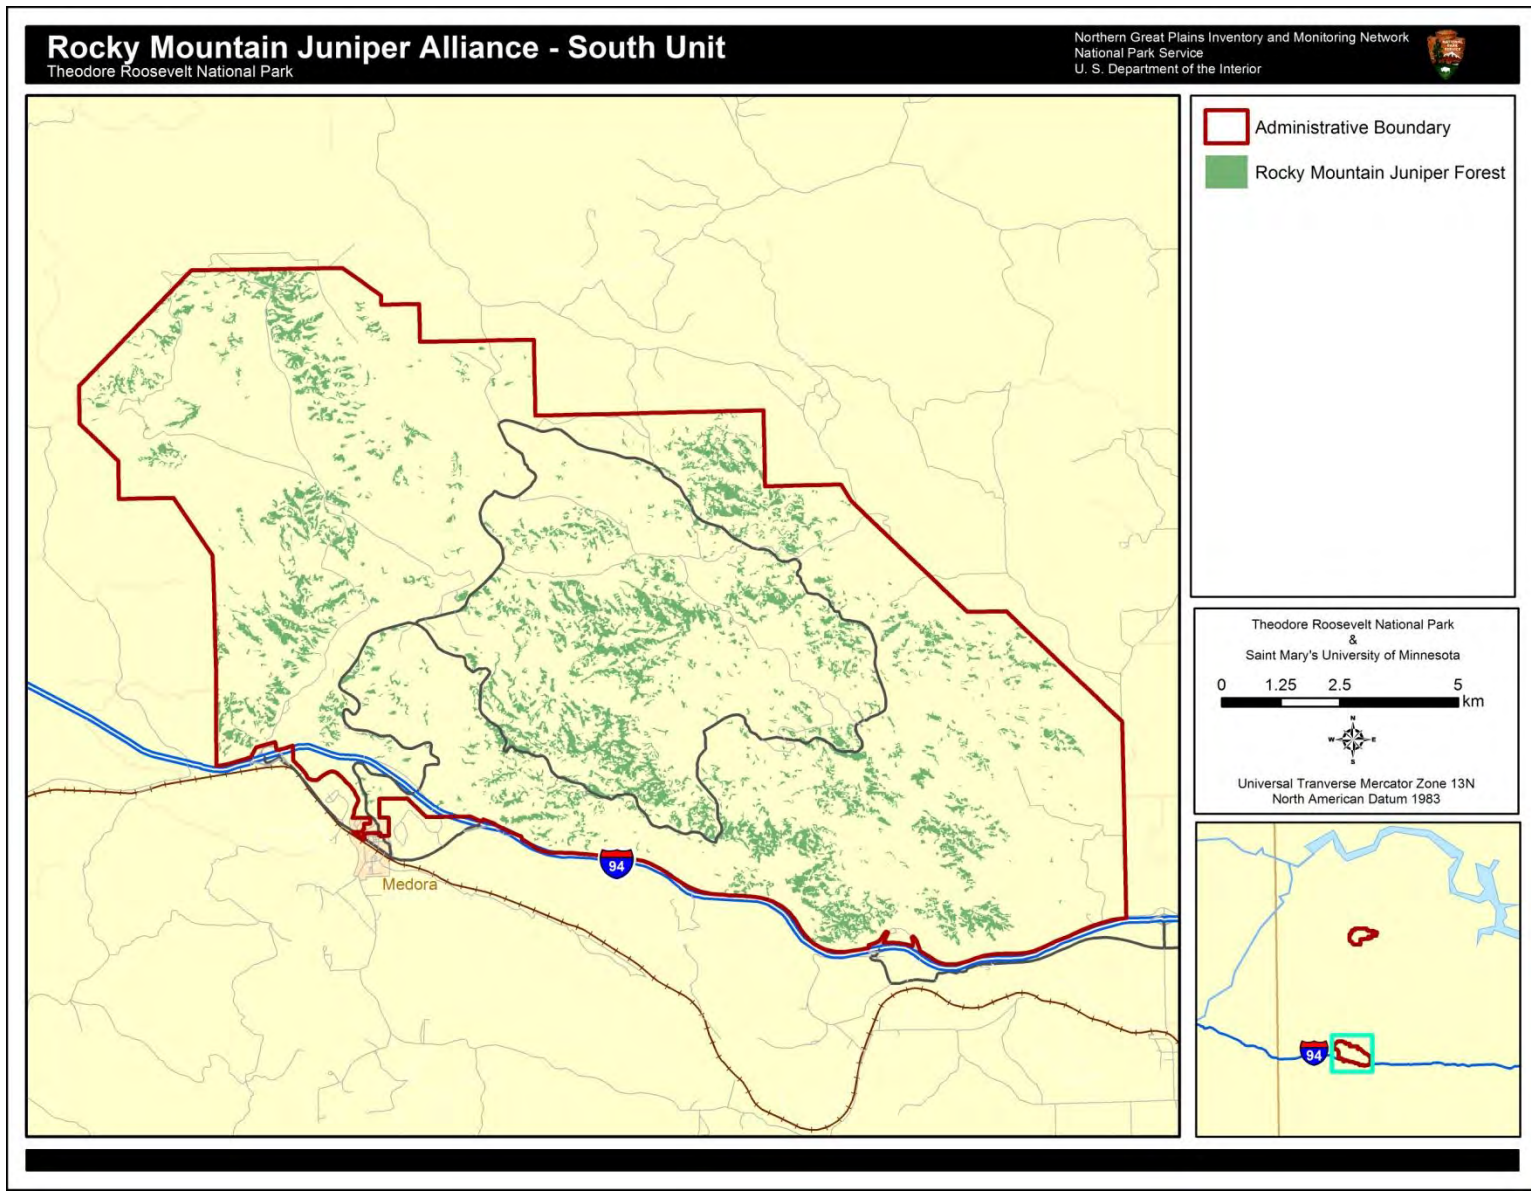 Rocky Mountain Juniper Alliance - South Unit
Theodore Roosevelt National Park
Northern Great Plains Inventory and Monitoring Network
National Park Service
U. S. Department of the Interior
Administrative Boundary
Rocky Mountain Juniper Forest
Theodore Roosevelt National Park
&
Saint Mary's University of Minnesota
0 1.25 2.5 5
km
N
W E
S
Universal Tranverse Mercator Zone 13N
North American Datum 1983
94
Medora
94